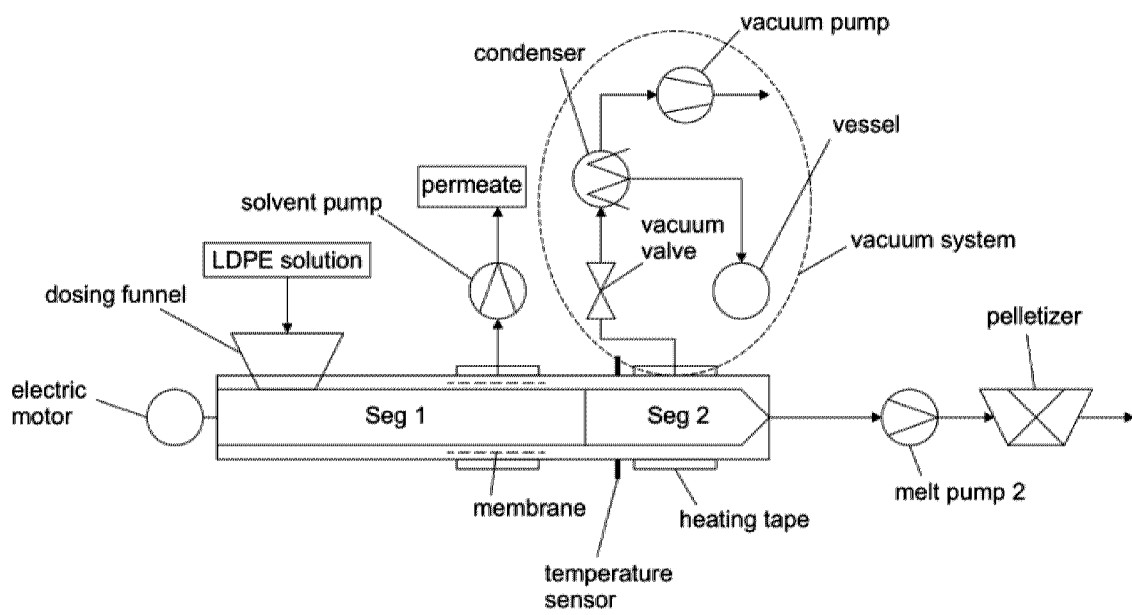 vacuum pump
condenser
vessel
permeate
solvent pump
vacuum
valve
vacuum system
LDPE solution
dosing funnel
pelletizer
electric
motor
Seg 1
Seg 2
membrane
heating tape
melt pump 2
temperature
sensor